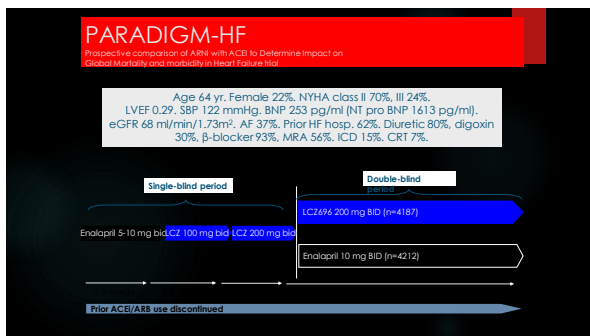 PARADIGM-HF
Prospective comparison of ARNI with ACEI to Determine Impact on
Global Mortality and morbidity in Heart Failure trial
Age 64 yr. Female 22%. NYHA class II 70%, III 24%.
LVEF 0.29. SBP 122 mmHg. BNP 253 pg/ml (NT pro BNP 1613 pg/ml).
eGFR 68 ml/min/1.73m². AF 37%. Prior HF hosp. 62%. Diuretic 80%, digoxin
30%, β-blocker 93%, MRA 56%. ICD 15%. CRT 7%.
Single-blind period
Double-blind
period
LCZ696 200 mg BID (n=4187)
Enalapril 5-10 mg bid
LCZ 100 mg bid
LCZ 200 mg bid
Enalapril 10 mg BID (n=4212)
Prior ACEi/ARB use discontinued